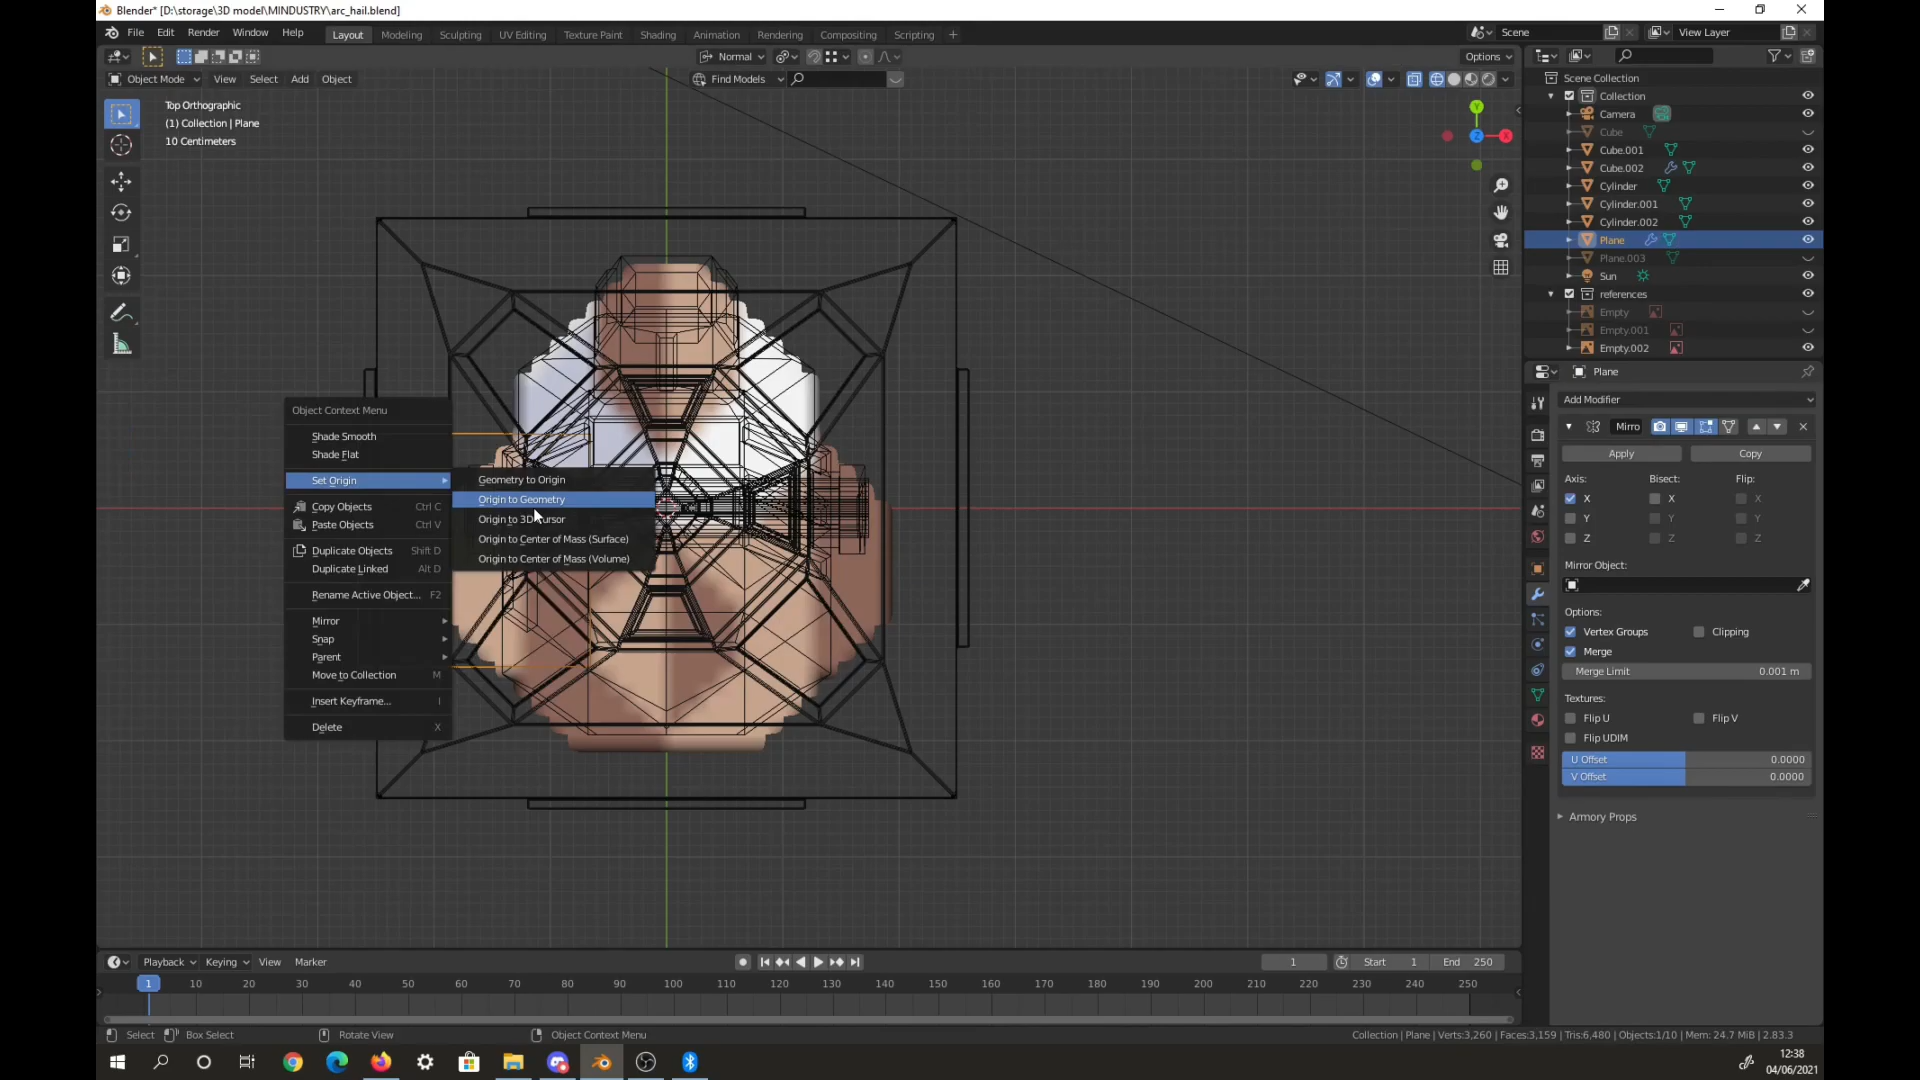 Blender* [D:\storage\3D model\MINDUSTRY\arc_hail.blend]
File Edit Render Window Help Layout Modeling Sculpting UV Editing Texture Paint Shading Animation Rendering Compositing Scripting + Scene View Layer
Normal Options
Object Mode View Select Add Object Find Models
Top Orthographic
(1) Collection | Plane
10 Centimeters
Y
X
Z
Scene Collection
Collection
Camera
Cube
Cube.001
Cube.002
Cylinder
Cylinder.001
Cylinder.002
Plane
Plane.003
Sun
references
Empty
Empty.001
Empty.002
Object Context Menu
Shade Smooth
Shade Flat
Set Origin
Copy Objects Ctrl C
Paste Objects Ctrl V
Duplicate Objects Shift D
Duplicate Linked Alt D
Rename Active Object... F2
Mirror
Snap
Parent
Move to Collection M
Insert Keyframe... I
Delete X
Geometry to Origin
Origin to Geometry
Origin to 3D Cursor
Origin to Center of Mass (Surface)
Origin to Center of Mass (Volume)
Plane
Add Modifier
Mirro
Apply Copy
Axis: Bisect: Flip:
X X X
Y Y Y
Z Z Z
Mirror Object:
Options:
Vertex Groups Clipping
Merge
Merge Limit 0.001 m
Textures:
Flip U Flip V
Flip UDIM
U Offset 0.0000
V Offset 0.0000
Armory Props
Playback Keying View Marker 1 Start 1 End 250
1 10 20 30 40 50 60 70 80 90 100 110 120 130 140 150 160 170 180 190 200 210 220 230 240 250
Select Box Select Rotate View Object Context Menu Collection | Plane | Verts:3,260 | Faces:3,159 | Tris:6,480 | Objects:1/10 | Mem: 24.7 MiB | 2.83.3
12:38
04/06/2021